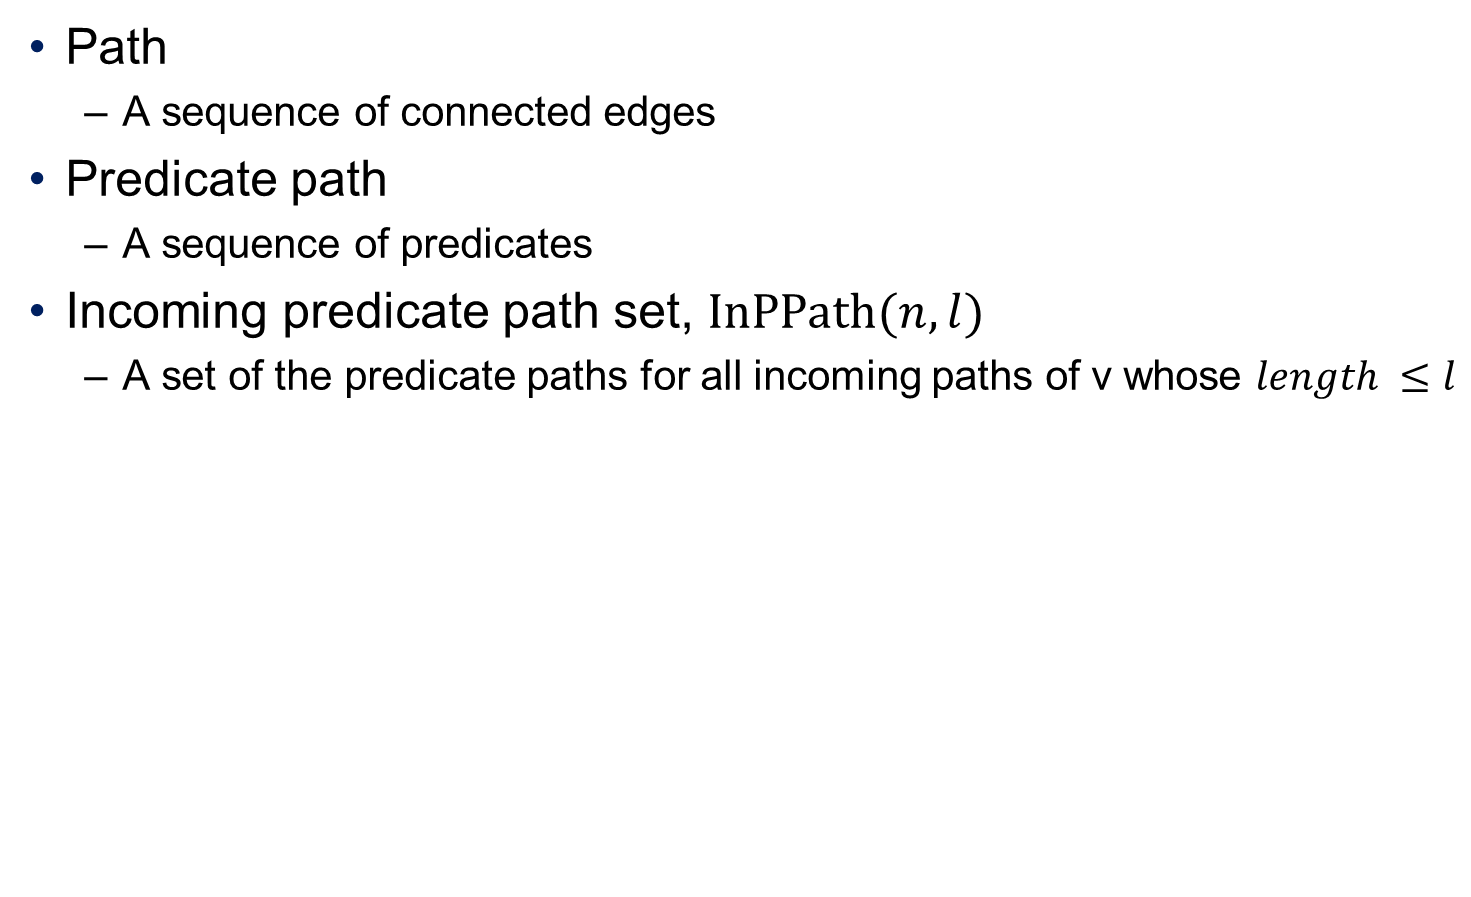 • Path
– A sequence of connected edges
• Predicate path
– A sequence of predicates
• Incoming predicate path set, InPPath(n, l)
– A set of the predicate paths for all incoming paths of v whose length ≤ l